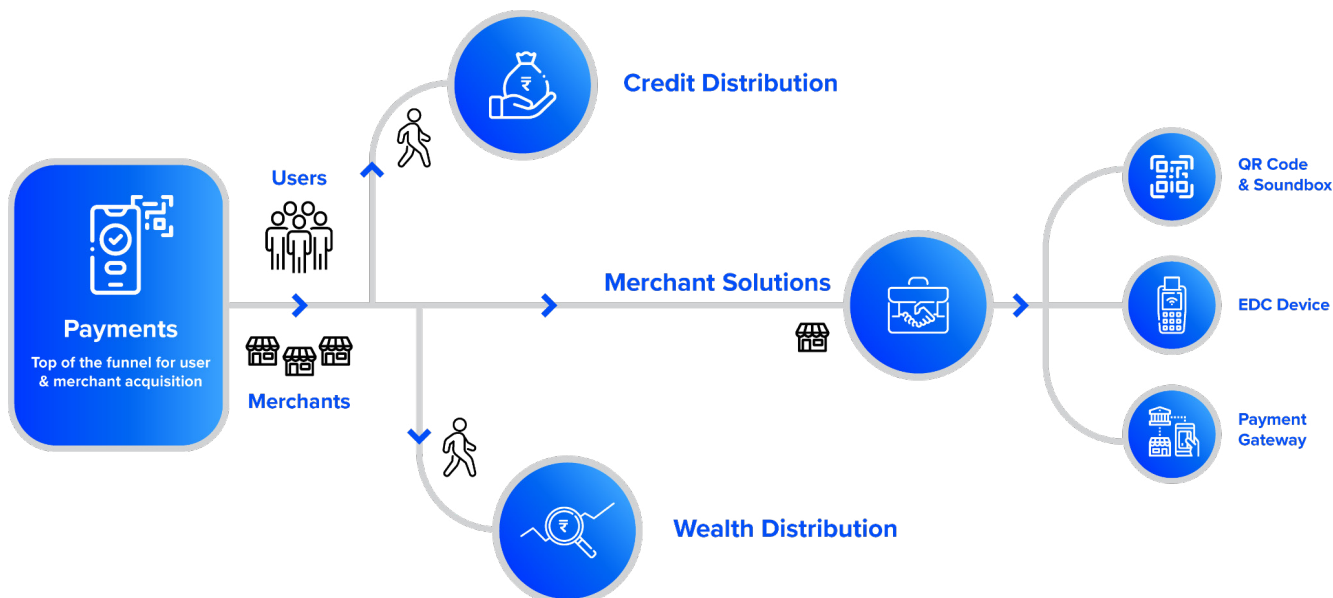 Payments
Top of the funnel for user
& merchant acquisition
Users
Merchants
₹
Credit Distribution
Merchant Solutions
₹
Wealth Distribution
QR Code
& Soundbox
EDC Device
Payment
Gateway